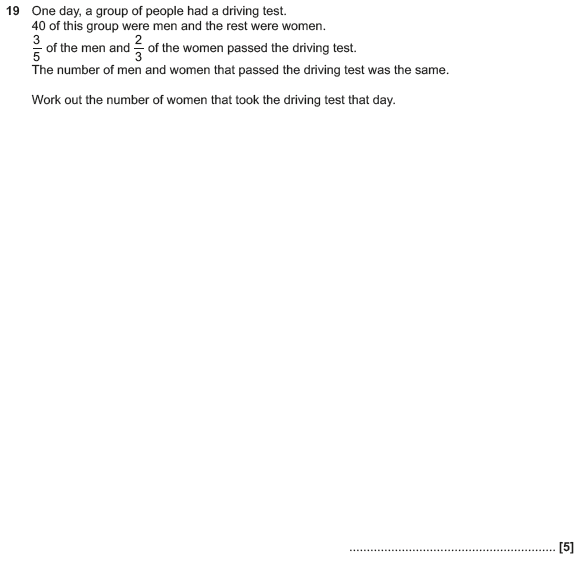 19 One day, a group of people had a driving test.
40 of this group were men and the rest were women.
3/5 of the men and 2/3 of the women passed the driving test.
The number of men and women that passed the driving test was the same.
Work out the number of women that took the driving test that day.
........................................................... [5]